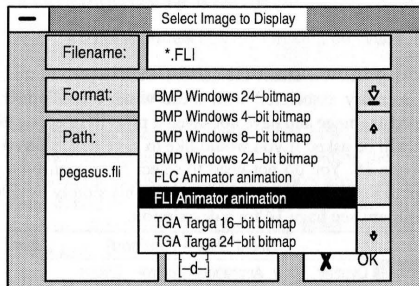 Select Image to Display
Filename: *.FLI
Format:
BMP Windows 24–bitmap
BMP Windows 4–bit bitmap
Path:
BMP Windows 8–bit bitmap
BMP Windows 24–bit bitmap
pegasus.fli
FLC Animator animation
FLI Animator animation
TGA Targa 16–bit bitmap
TGA Targa 24–bit bitmap
[–d–]
X OK